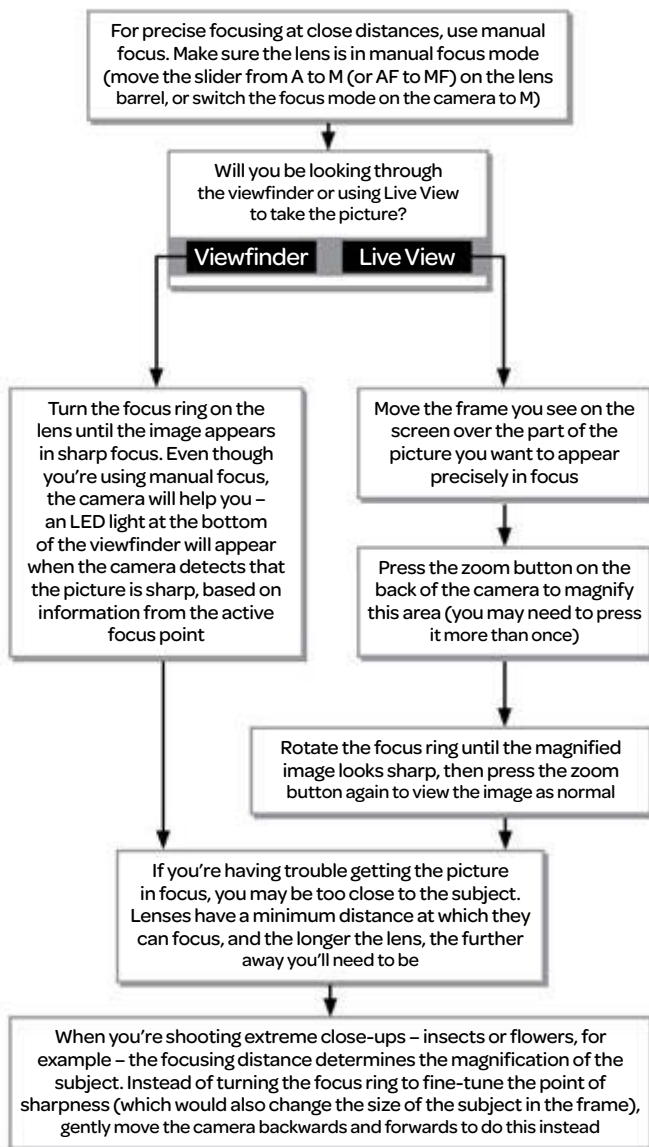 For precise focusing at close distances, use manual
focus. Make sure the lens is in manual focus mode
(move the slider from A to M (or AF to MF) on the lens
barrel, or switch the focus mode on the camera to M)
Will you be looking through
the viewfinder or using Live View
to take the picture?
Viewfinder
Live View
Turn the focus ring on the
lens until the image appears
in sharp focus. Even though
you're using manual focus,
the camera will help you –
an LED light at the bottom
of the viewfinder will appear
when the camera detects that
the picture is sharp, based on
information from the active
focus point
Move the frame you see on the
screen over the part of the
picture you want to appear
precisely in focus
Press the zoom button on the
back of the camera to magnify
this area (you may need to press
it more than once)
Rotate the focus ring until the magnified
image looks sharp, then press the zoom
button again to view the image as normal
If you're having trouble getting the picture
in focus, you may be too close to the subject.
Lenses have a minimum distance at which they
can focus, and the longer the lens, the further
away you'll need to be
When you're shooting extreme close-ups – insects or flowers, for
example – the focusing distance determines the magnification of the
subject. Instead of turning the focus ring to fine-tune the point of
sharpness (which would also change the size of the subject in the frame),
gently move the camera backwards and forwards to do this instead